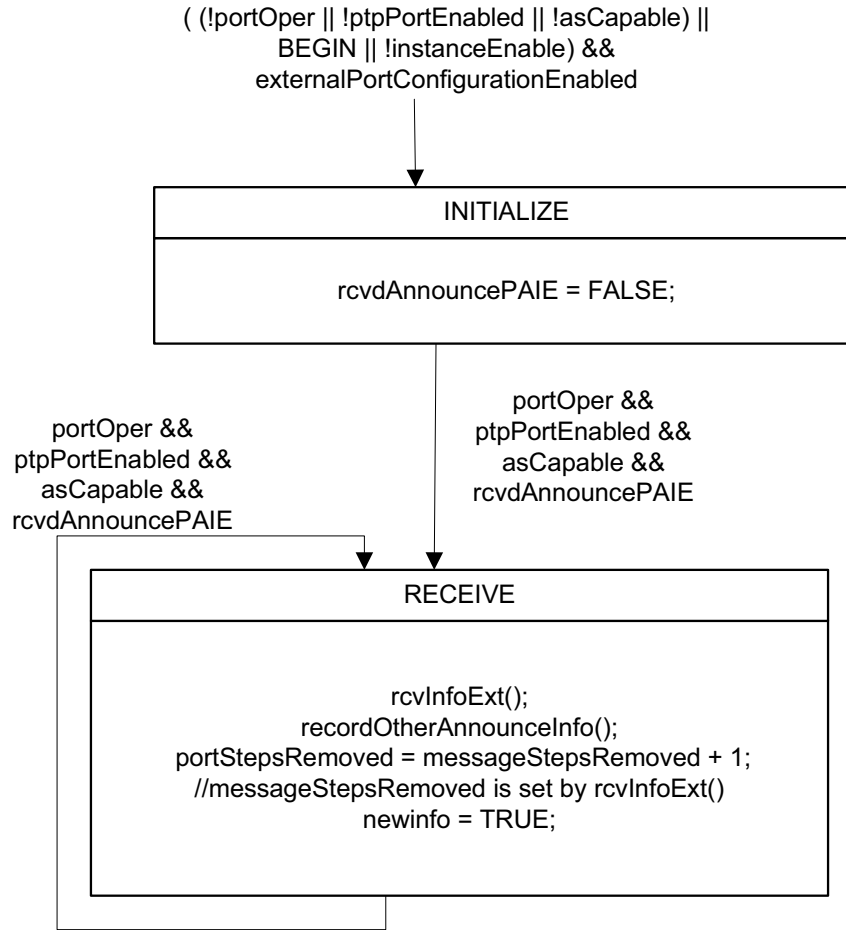 ( (!portOper || !ptpPortEnabled || !asCapable) ||
BEGIN || !instanceEnable) &&
externalPortConfigurationEnabled
INITIALIZE
rcvdAnnouncePAIE = FALSE;
portOper &&
ptpPortEnabled &&
asCapable &&
rcvdAnnouncePAIE
portOper &&
ptpPortEnabled &&
asCapable &&
rcvdAnnouncePAIE
RECEIVE
rcvInfoExt();
recordOtherAnnounceInfo();
portStepsRemoved = messageStepsRemoved + 1;
//messageStepsRemoved is set by rcvInfoExt()
newinfo = TRUE;